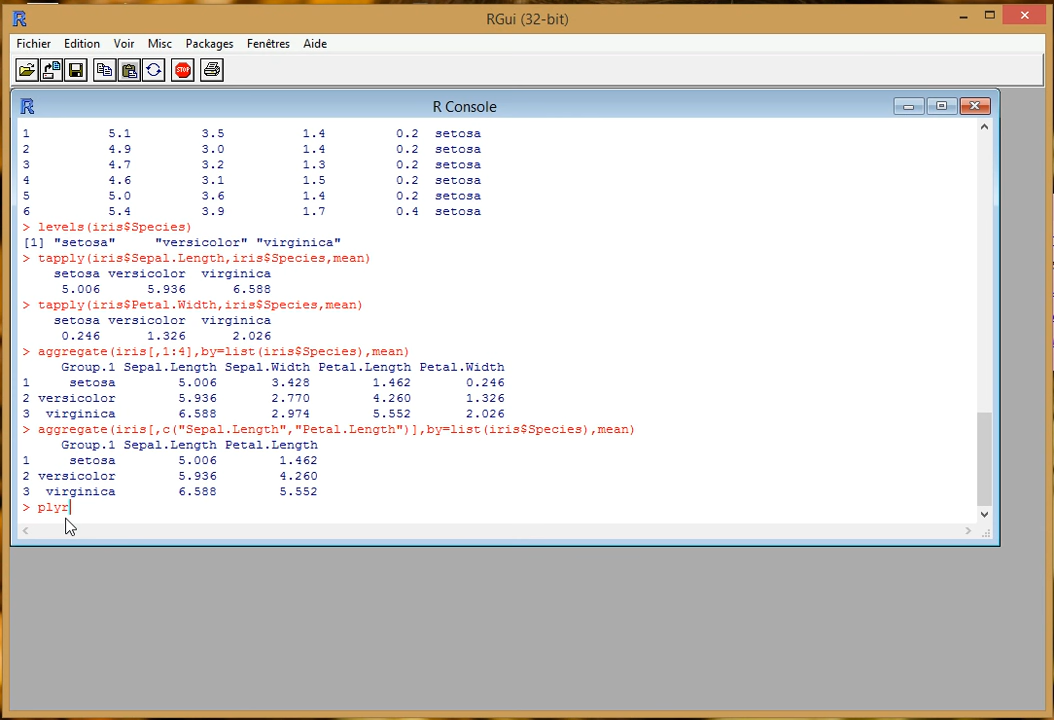 RGui (32-bit)
Fichier Edition Voir Misc Packages Fenêtres Aide
STOP
R Console
1 5.1 3.5 1.4 0.2 setosa
2 4.9 3.0 1.4 0.2 setosa
3 4.7 3.2 1.3 0.2 setosa
4 4.6 3.1 1.5 0.2 setosa
5 5.0 3.6 1.4 0.2 setosa
6 5.4 3.9 1.7 0.4 setosa
> levels(iris$Species)
[1] "setosa" "versicolor" "virginica"
> tapply(iris$Sepal.Length,iris$Species,mean)
setosa versicolor virginica
5.006 5.936 6.588
> tapply(iris$Petal.Width,iris$Species,mean)
setosa versicolor virginica
0.246 1.326 2.026
> aggregate(iris[,1:4],by=list(iris$Species),mean)
Group.1 Sepal.Length Sepal.Width Petal.Length Petal.Width
1 setosa 5.006 3.428 1.462 0.246
2 versicolor 5.936 2.770 4.260 1.326
3 virginica 6.588 2.974 5.552 2.026
> aggregate(iris[,c("Sepal.Length","Petal.Length")],by=list(iris$Species),mean)
Group.1 Sepal.Length Petal.Length
1 setosa 5.006 1.462
2 versicolor 5.936 4.260
3 virginica 6.588 5.552
> plyr